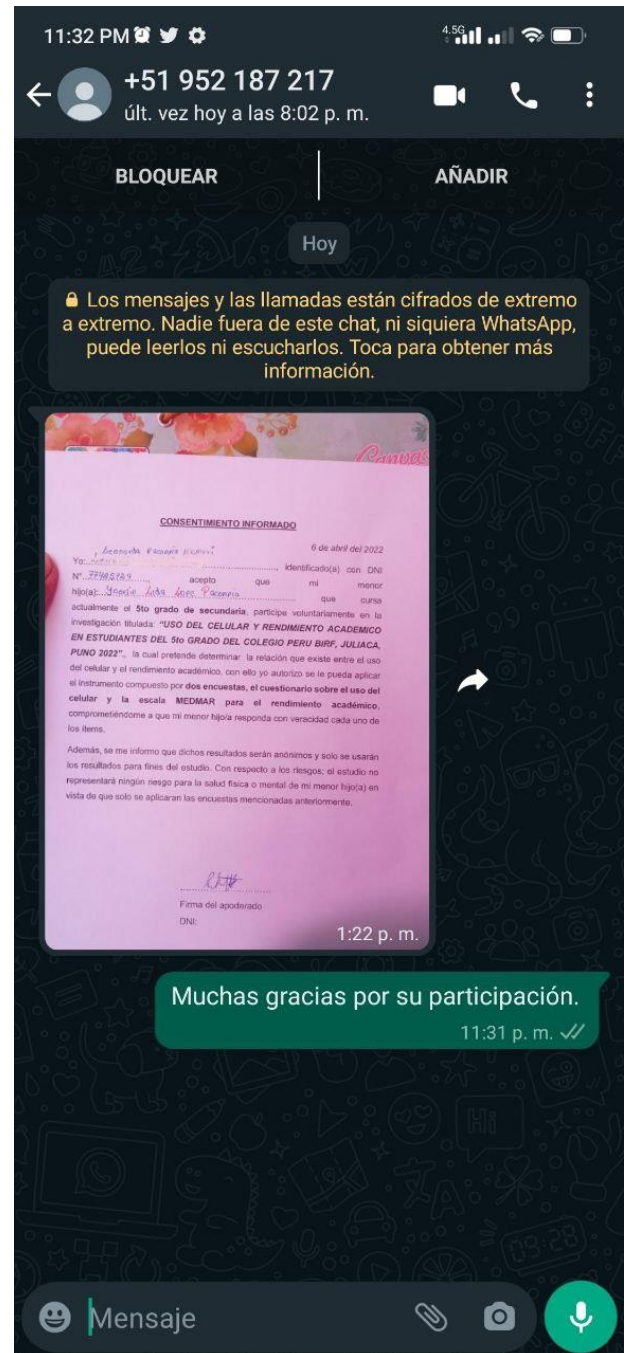 11:32 PM
4.5G
+51 952 187 217
últ. vez hoy a las 8:02 p. m.
BLOQUEAR
AÑADIR
Hoy
Los mensajes y las llamadas están cifrados de extremo
a extremo. Nadie fuera de este chat, ni siquiera WhatsApp,
puede leerlos ni escucharlos. Toca para obtener más
información.
CONSENTIMIENTO INFORMADO
6 de abril del 2022
Yo: identificado(a) con DNI
N° acepto que mi menor
hijo(a): que cursa
actualmente el 5to grado de secundaria, participe voluntariamente en la
investigación titulada: "USO DEL CELULAR Y RENDIMIENTO ACADEMICO
EN ESTUDIANTES DEL 5to GRADO DEL COLEGIO PERU BIRF, JULIACA,
PUNO 2022"., la cual pretende determinar la relación que existe entre el uso
del celular y el rendimiento académico, con ello yo autorizo se le pueda aplicar
el instrumento compuesto por dos encuestas, el cuestionario sobre el uso del
celular y la escala MEDMAR para el rendimiento académico,
comprometiéndome a que mi menor hijo/a responda con veracidad cada uno de
los ítems.
Además, se me informo que dichos resultados serán anónimos y solo se usarán
los resultados para fines del estudio. Con respecto a los riesgos; el estudio no
representará ningún riesgo para la salud física o mental de mi menor hijo(a) en
vista de que solo se aplicaran las encuestas mencionadas anteriormente.
Firma del apoderado
DNI:
1:22 p. m.
Muchas gracias por su participación.
11:31 p. m.
Mensaje